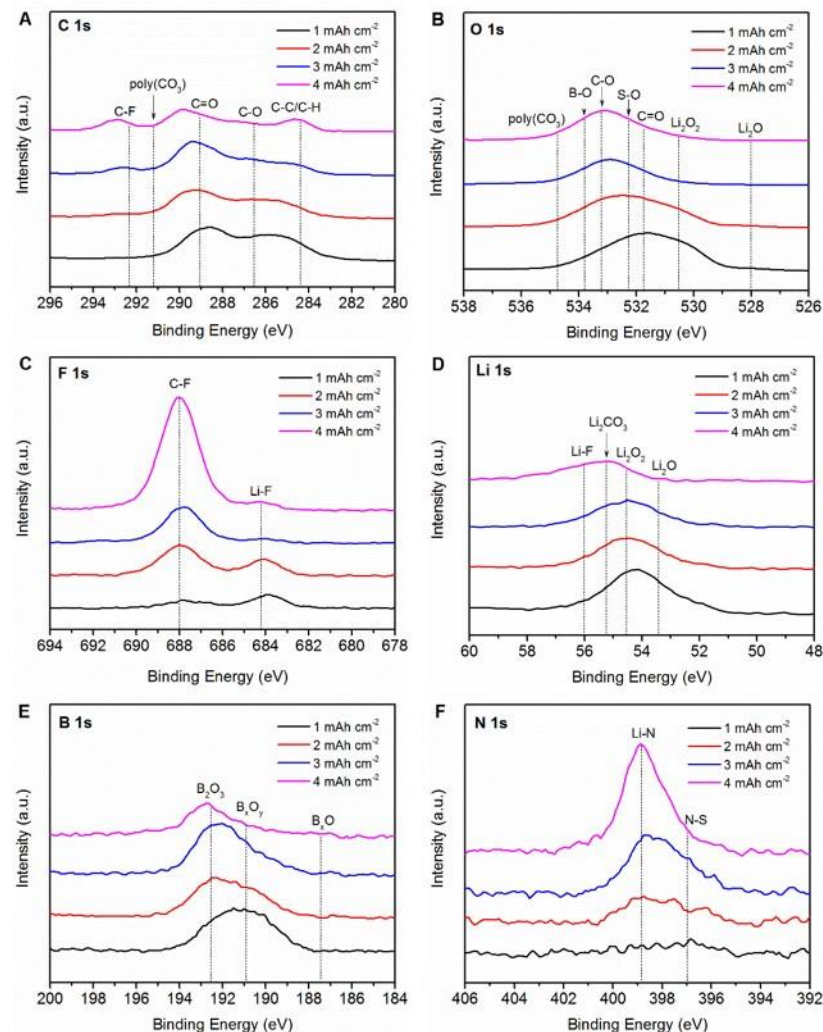 A
C 1s
1 mAh cm⁻²
2 mAh cm⁻²
3 mAh cm⁻²
4 mAh cm⁻²
C-F
poly(CO₃)
C=O
C-O
C-C/C-H
Intensity (a.u.)
296 294 292 290 288 286 284 282 280
Binding Energy (eV)
B
O 1s
1 mAh cm⁻²
2 mAh cm⁻²
3 mAh cm⁻²
4 mAh cm⁻²
poly(CO₃)
B-O
C-O
S-O
C=O
Li₂O₂
Li₂O
Intensity (a.u.)
538 536 534 532 530 528 526
Binding Energy (eV)
C
F 1s
1 mAh cm⁻²
2 mAh cm⁻²
3 mAh cm⁻²
4 mAh cm⁻²
C-F
Li-F
Intensity (a.u.)
694 692 690 688 686 684 682 680 678
Binding Energy (eV)
D
Li 1s
1 mAh cm⁻²
2 mAh cm⁻²
3 mAh cm⁻²
4 mAh cm⁻²
Li-F
Li₂CO₃
Li₂O₂
Li₂O
Intensity (a.u.)
60 58 56 54 52 50 48
Binding Energy (eV)
E
B 1s
1 mAh cm⁻²
2 mAh cm⁻²
3 mAh cm⁻²
4 mAh cm⁻²
B₂O₃
BₓOᵧ
BₓO
Intensity (a.u.)
200 198 196 194 192 190 188 186 184
Binding Energy (eV)
F
N 1s
1 mAh cm⁻²
2 mAh cm⁻²
3 mAh cm⁻²
4 mAh cm⁻²
Li-N
N-S
Intensity (a.u.)
406 404 402 400 398 396 394 392
Binding Energy (eV)